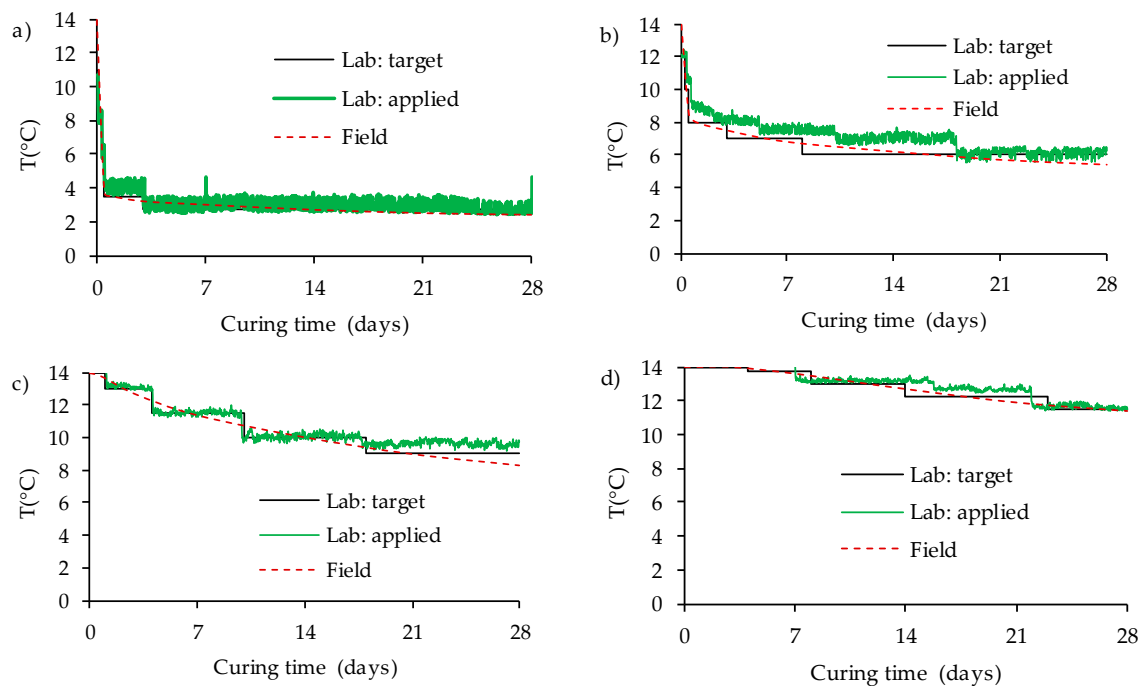 a)
T(°C)
14
12
10
8
6
4
2
0
Lab: target
Lab: applied
Field
0 7 14 21 28
Curing time (days)
b)
T(°C)
14
12
10
8
6
4
2
0
Lab: target
Lab: applied
Field
0 7 14 21 28
Curing time (days)
c)
T(°C)
14
12
10
8
6
4
2
0
Lab: target
Lab: applied
Field
0 7 14 21 28
Curing time (days)
d)
T(°C)
14
12
10
8
6
4
2
0
Lab: target
Lab: applied
Field
0 7 14 21 28
Curing time (days)